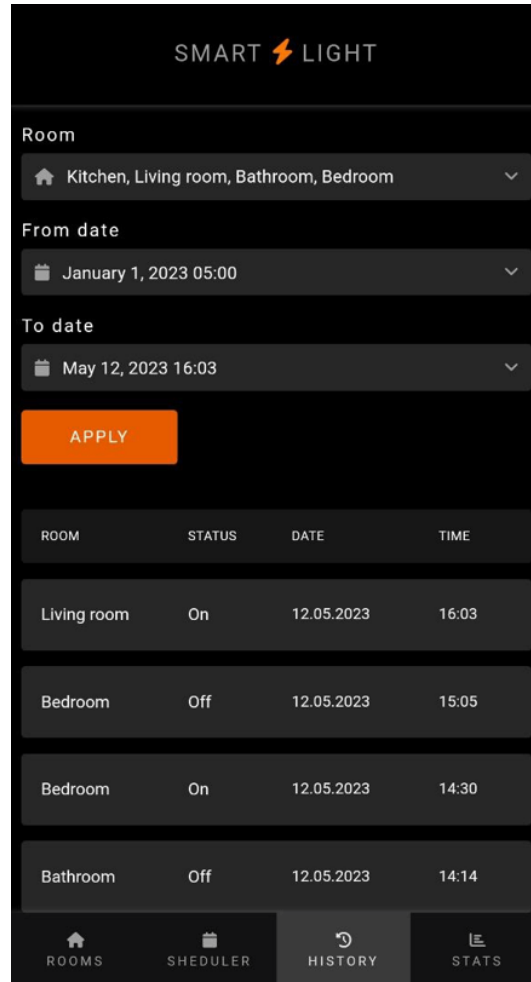 SMART LIGHT
Room
Kitchen, Living room, Bathroom, Bedroom
From date
January 1, 2023 05:00
To date
May 12, 2023 16:03
APPLY
ROOM STATUS DATE TIME
Living room On 12.05.2023 16:03
Bedroom Off 12.05.2023 15:05
Bedroom On 12.05.2023 14:30
Bathroom Off 12.05.2023 14:14
ROOMS SHEDULER HISTORY STATS